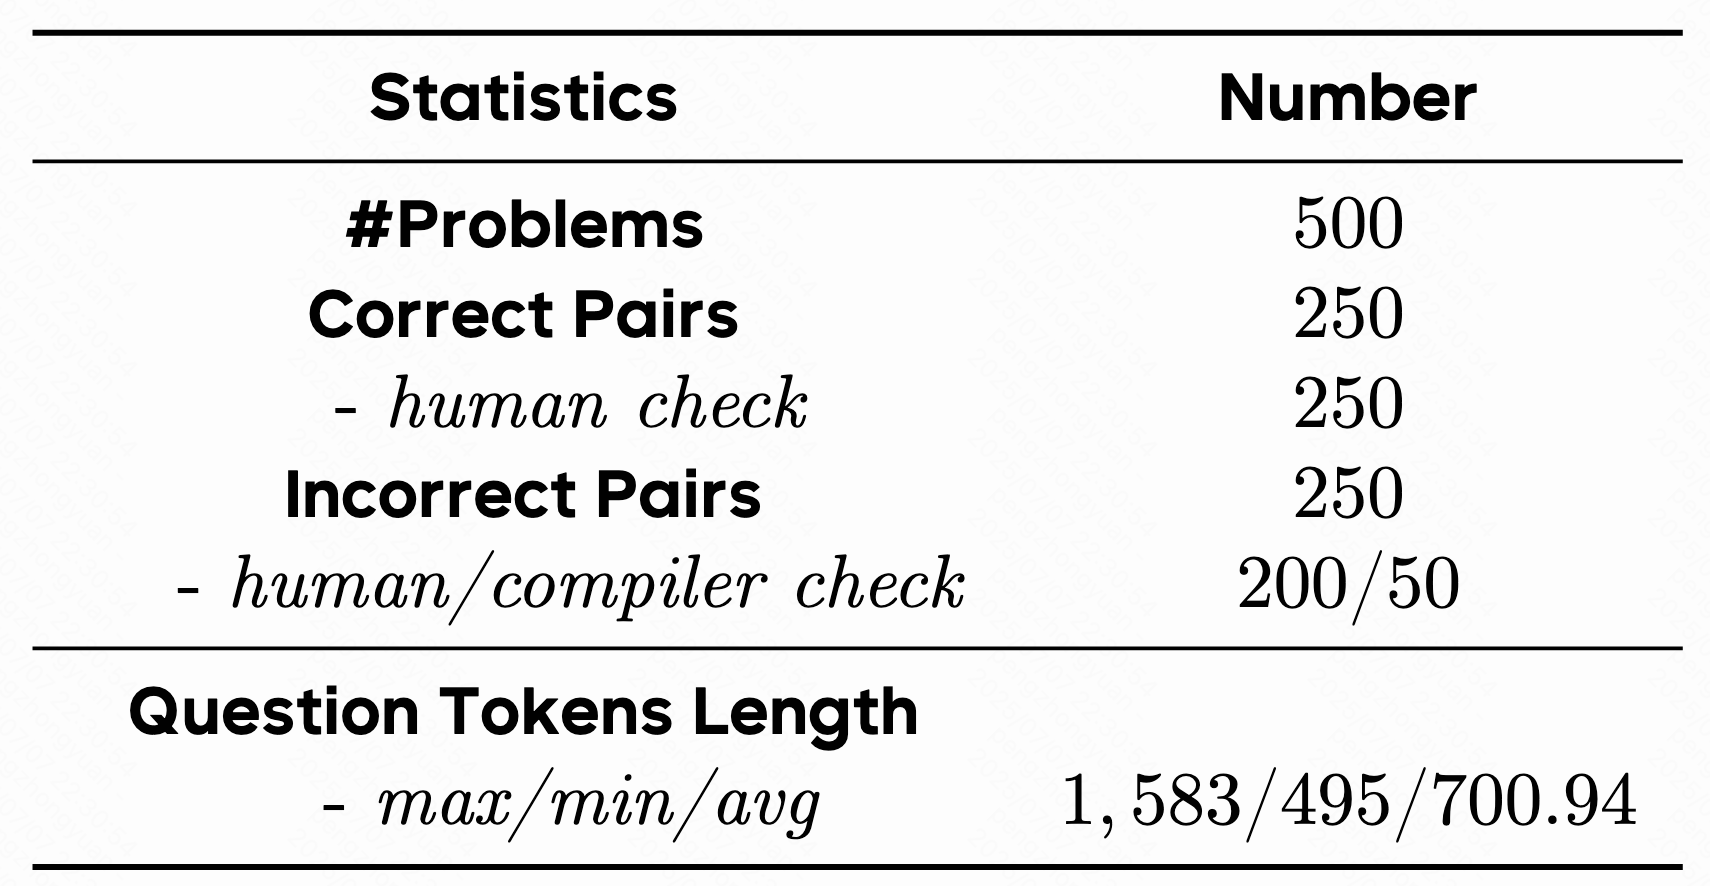 Statistics Number
#Problems 500
Correct Pairs 250
- human check 250
Incorrect Pairs 250
- human/compiler check 200/50
Question Tokens Length
- max/min/avg 1,583/495/700.94